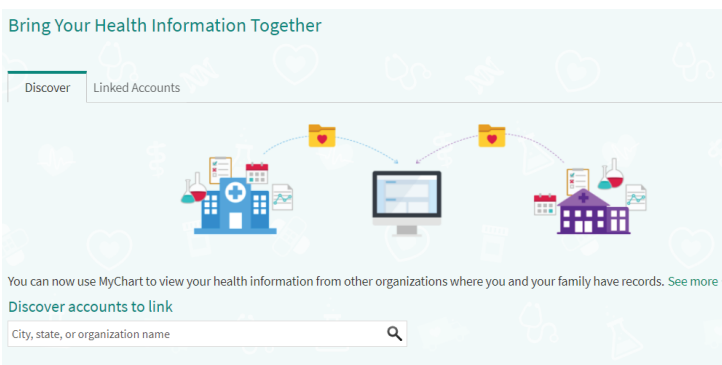 Bring Your Health Information Together
Discover Linked Accounts
You can now use MyChart to view your health information from other organizations where you and your family have records. See more
Discover accounts to link
City, state, or organization name